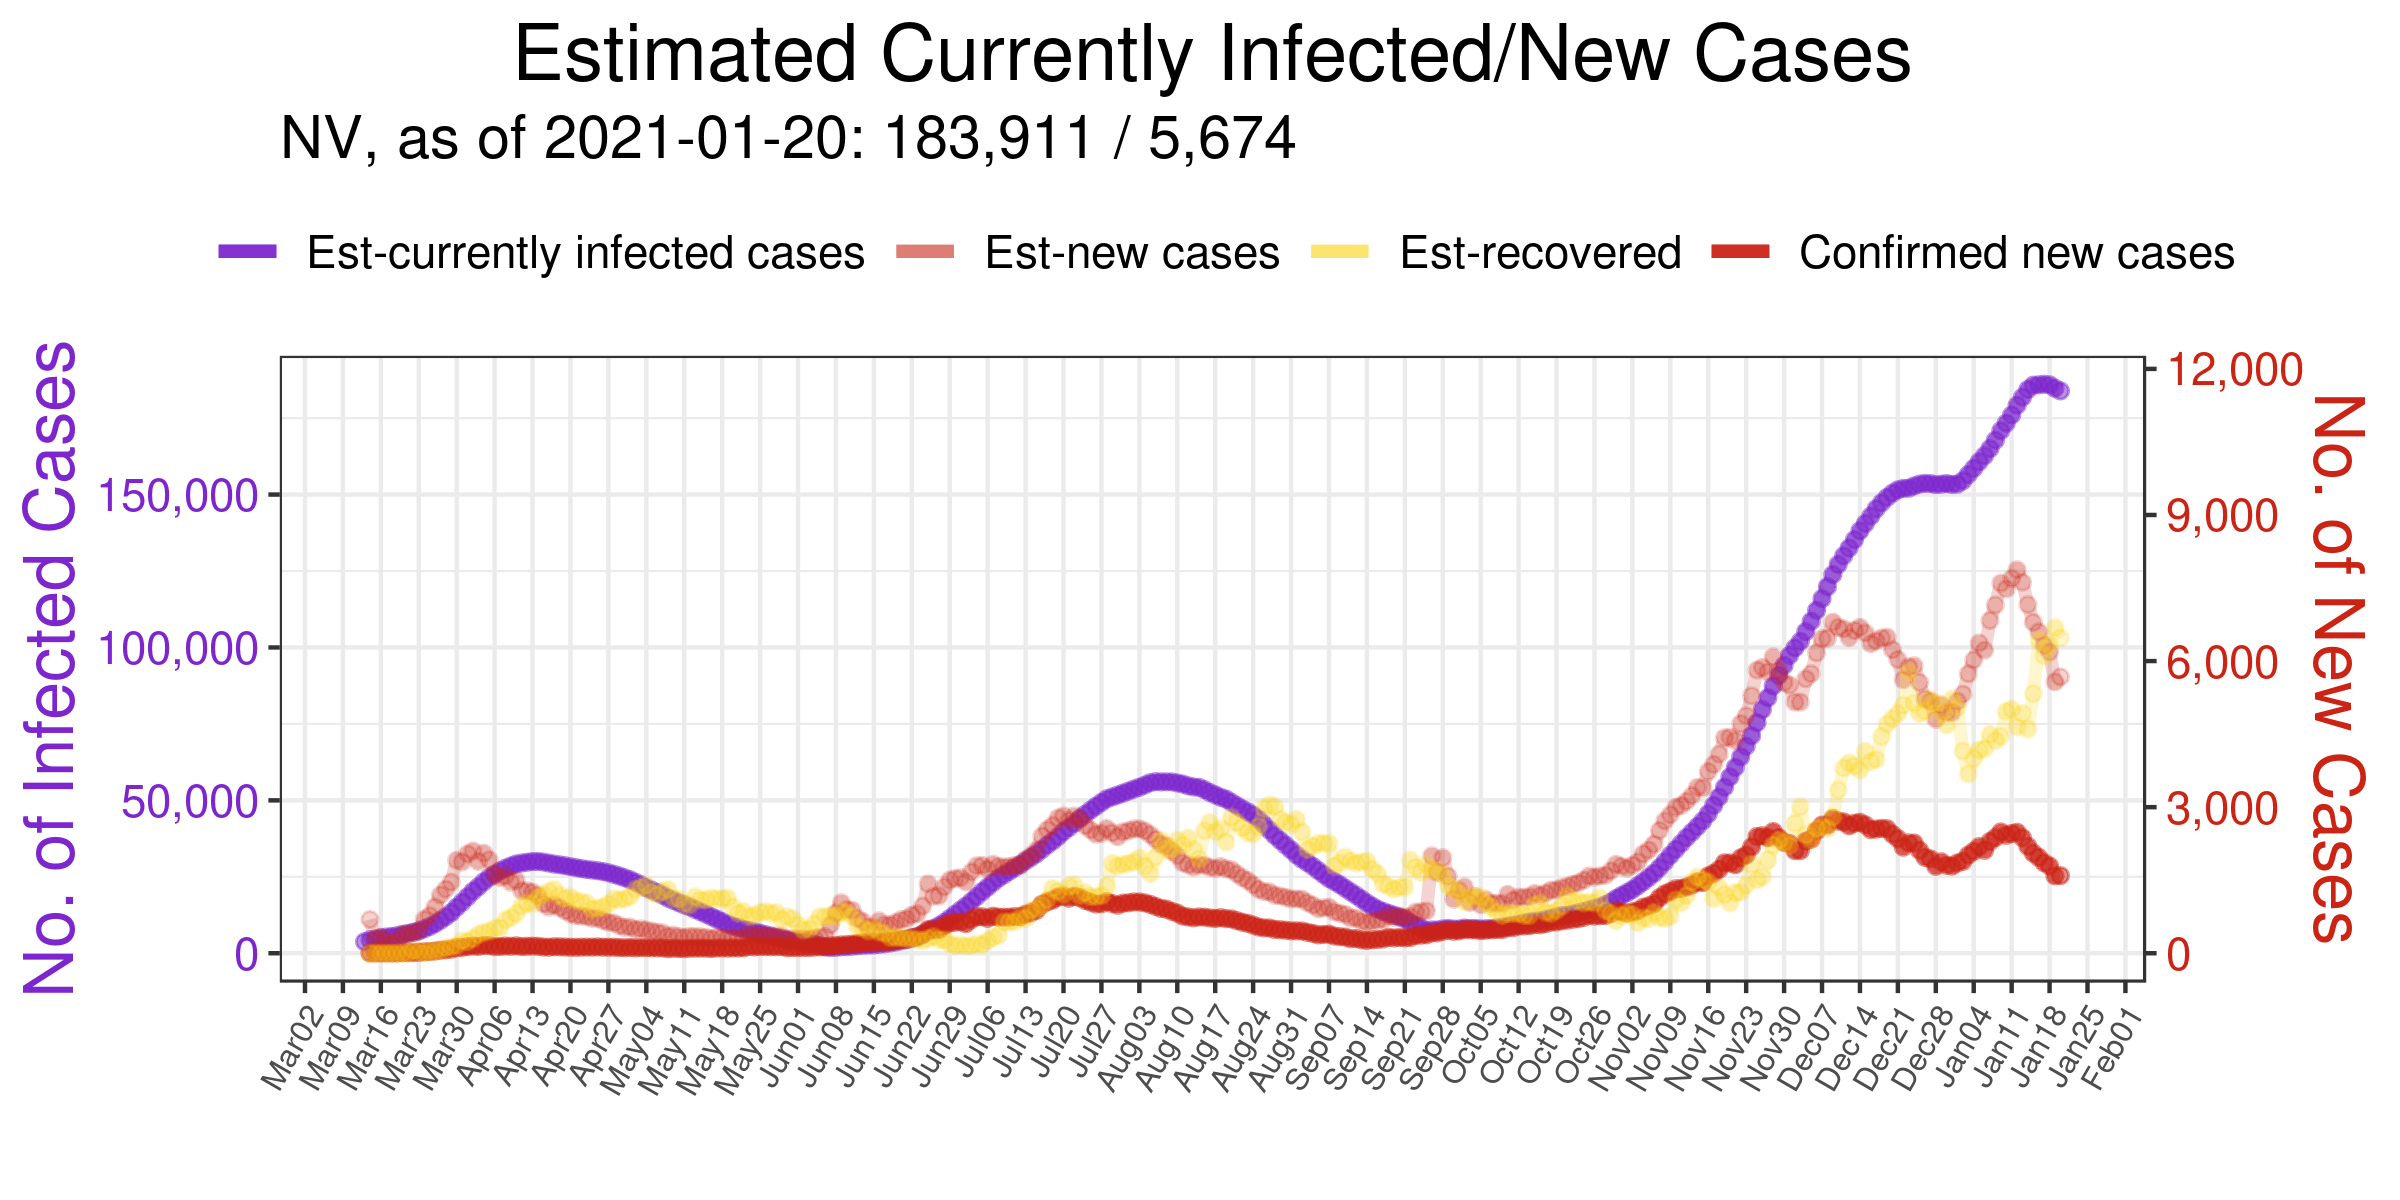 Estimated Currently Infected/New Cases
NV, as of 2021-01-20: 183,911 / 5,674
Est-currently infected cases Est-new cases Est-recovered Confirmed new cases
No. of Infected Cases
150,000
100,000
50,000
0
12,000
9,000
6,000
3,000
0
No. of New Cases
Mar02 Mar09 Mar16 Mar23 Mar30 Apr06 Apr13 Apr20 Apr27 May04 May11 May18 May25 Jun01 Jun08 Jun15 Jun22 Jun29 Jul06 Jul13 Jul20 Jul27 Aug03 Aug10 Aug17 Aug24 Aug31 Sep07 Sep14 Sep21 Sep28 Oct05 Oct12 Oct19 Oct26 Nov02 Nov09 Nov16 Nov23 Nov30 Dec07 Dec14 Dec21 Dec28 Jan04 Jan11 Jan18 Jan25 Feb01